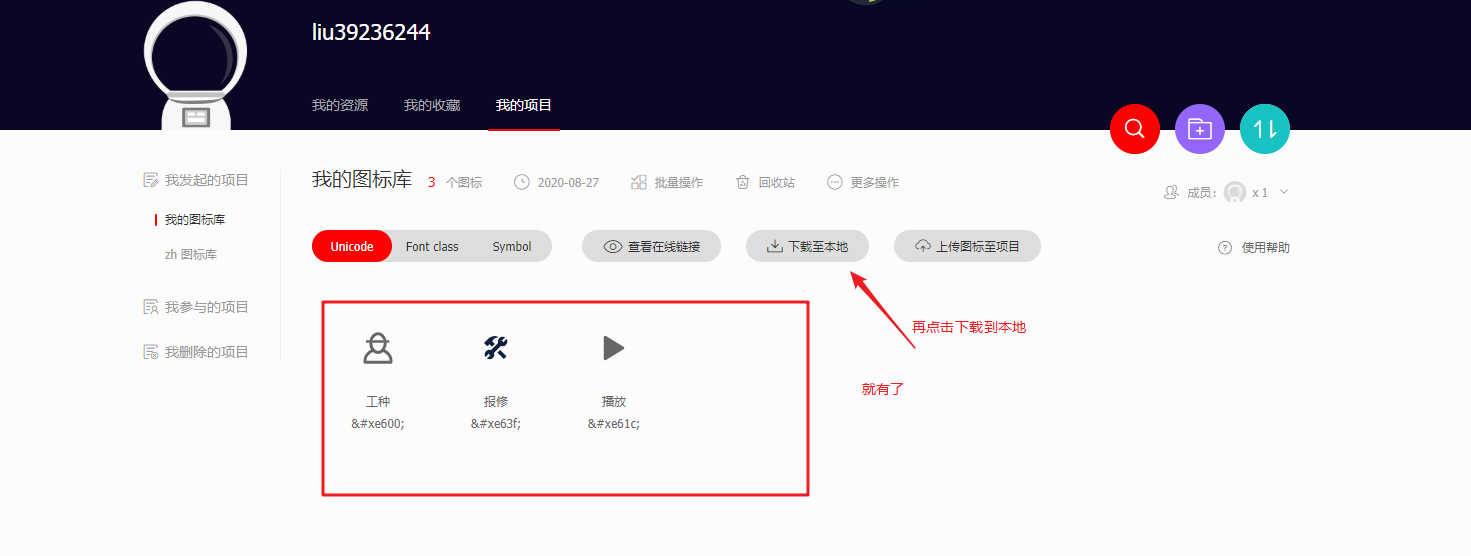 liu39236244
我的资源 我的收藏 我的项目
我发起的项目
我的图标库
zh 图标库
我参与的项目
我删除的项目
我的图标库 3 个图标 2020-08-27 批量操作 回收站 更多操作
成员: x 1
Unicode Font class Symbol 查看在线链接 下载至本地 上传图标至项目
使用帮助
再点击下载到本地
就有了
工种 报修 播放
&#xe600; &#xe63f; &#xe61c;